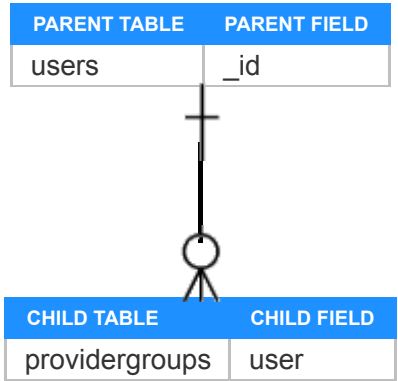 PARENT TABLE PARENT FIELD
users _id
CHILD TABLE CHILD FIELD
providergroups user